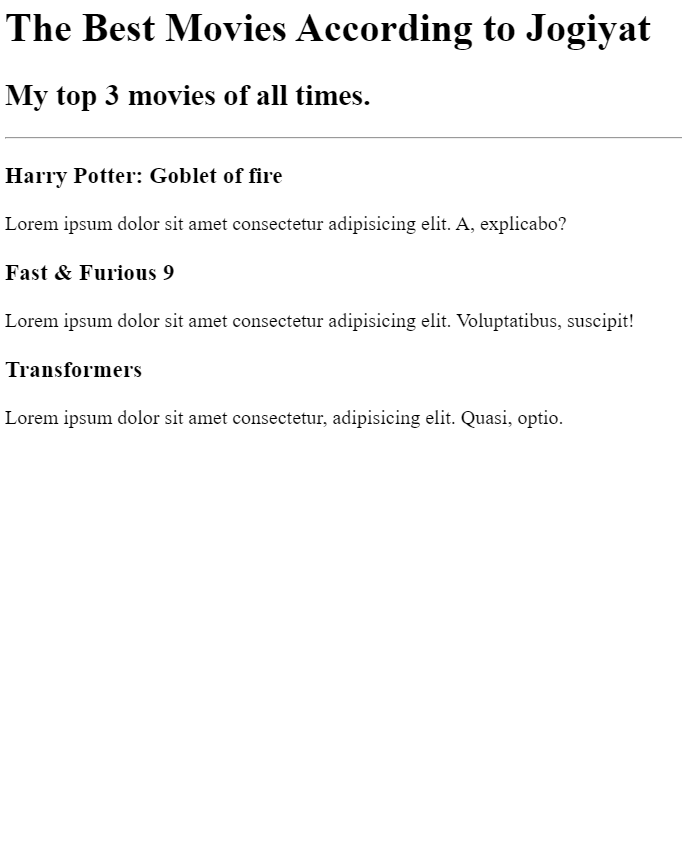 The Best Movies According to Jogiyat
My top 3 movies of all times.
Harry Potter: Goblet of fire
Lorem ipsum dolor sit amet consectetur adipisicing elit. A, explicabo?
Fast & Furious 9
Lorem ipsum dolor sit amet consectetur adipisicing elit. Voluptatibus, suscipit!
Transformers
Lorem ipsum dolor sit amet consectetur, adipisicing elit. Quasi, optio.